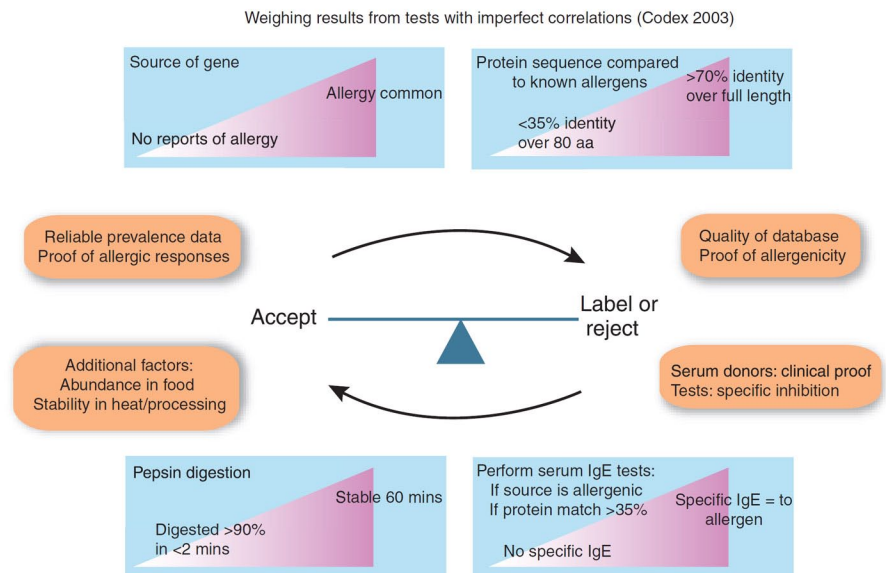 Weighing results from tests with imperfect correlations (Codex 2003)
Source of gene
Allergy common
No reports of allergy
Protein sequence compared
to known allergens
>70% identity
over full length
<35% identity
over 80 aa
Reliable prevalence data
Proof of allergic responses
Quality of database
Proof of allergenicity
Accept
Label or
reject
Additional factors:
Abundance in food
Stability in heat/processing
Serum donors: clinical proof
Tests: specific inhibition
Pepsin digestion
Stable 60 mins
Digested >90%
in <2 mins
Perform serum IgE tests:
If source is allergenic
If protein match >35%
Specific IgE = to
allergen
No specific IgE